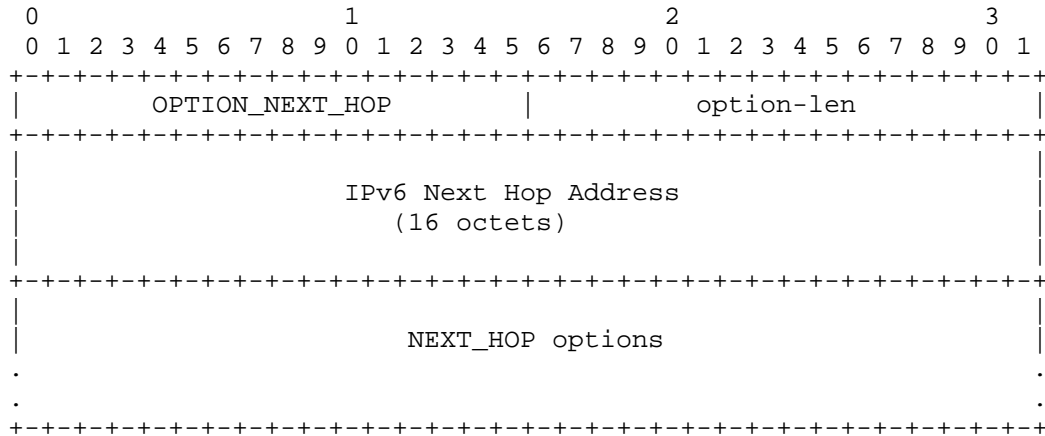 0                   1                   2                   3
 0 1 2 3 4 5 6 7 8 9 0 1 2 3 4 5 6 7 8 9 0 1 2 3 4 5 6 7 8 9 0 1
+-+-+-+-+-+-+-+-+-+-+-+-+-+-+-+-+-+-+-+-+-+-+-+-+-+-+-+-+-+-+-+-+
|        OPTION_NEXT_HOP        |          option-len           |
+-+-+-+-+-+-+-+-+-+-+-+-+-+-+-+-+-+-+-+-+-+-+-+-+-+-+-+-+-+-+-+-+
|                                                               |
|                    IPv6 Next Hop Address                      |
|                       (16 octets)                             |
|                                                               |
+-+-+-+-+-+-+-+-+-+-+-+-+-+-+-+-+-+-+-+-+-+-+-+-+-+-+-+-+-+-+-+-+
|                                                               |
|                        NEXT_HOP options                       |
.                                                               .
.                                                               .
+-+-+-+-+-+-+-+-+-+-+-+-+-+-+-+-+-+-+-+-+-+-+-+-+-+-+-+-+-+-+-+-+